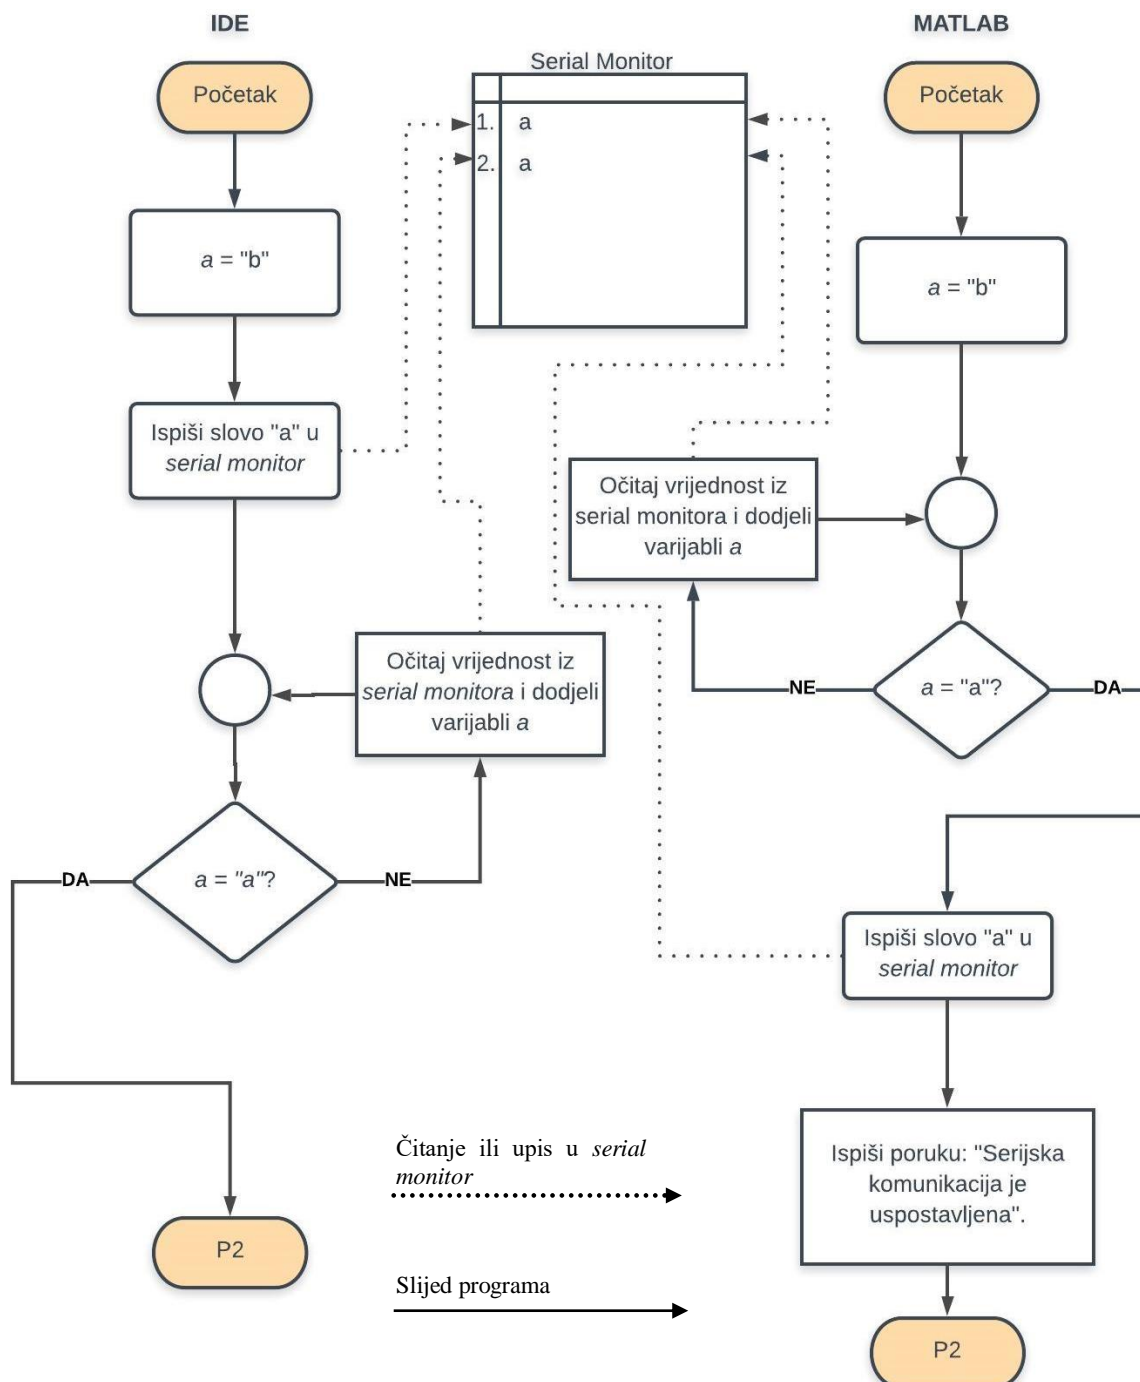 IDE
Početak
a = "b"
Ispiši slovo "a" u
serial monitor
Očitaj vrijednost iz
serial monitora i dodjeli
varijabli a
a = "a"?
DA
NE
P2
Serial Monitor
1. a
2. a
MATLAB
Početak
a = "b"
Očitaj vrijednost iz
serial monitora i dodjeli
varijabli a
a = "a"?
NE
DA
Ispiši slovo "a" u
serial monitor
Ispiši poruku: "Serijska
komunikacija je
uspostavljena".
P2
Čitanje ili upis u serial
monitor
Slijed programa